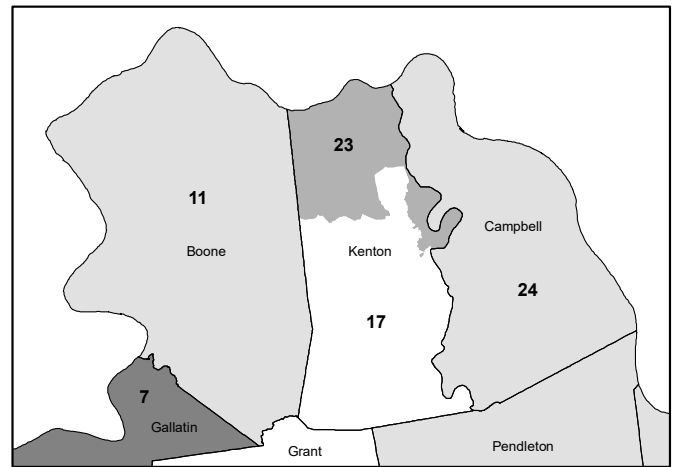 23
11
Campbell
Boone
Kenton
24
17
7
Gallatin
Pendleton
Grant